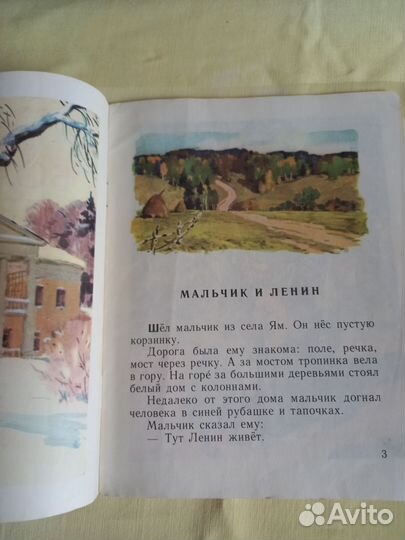 МАЛЬЧИК И ЛЕНИН
Шёл мальчик из села Ям. Он нёс пустую
корзинку.
Дорога была ему знакома: поле, речка,
мост через речку. А за мостом тропинка вела
в гору. На горе́ за большими деревьями стоял
белый дом с колоннами.
Недалеко от этого дома мальчик догнал
человека в синей рубашке и тапочках.
Мальчик сказал ему:
— Тут Ленин живёт.
3
Avito